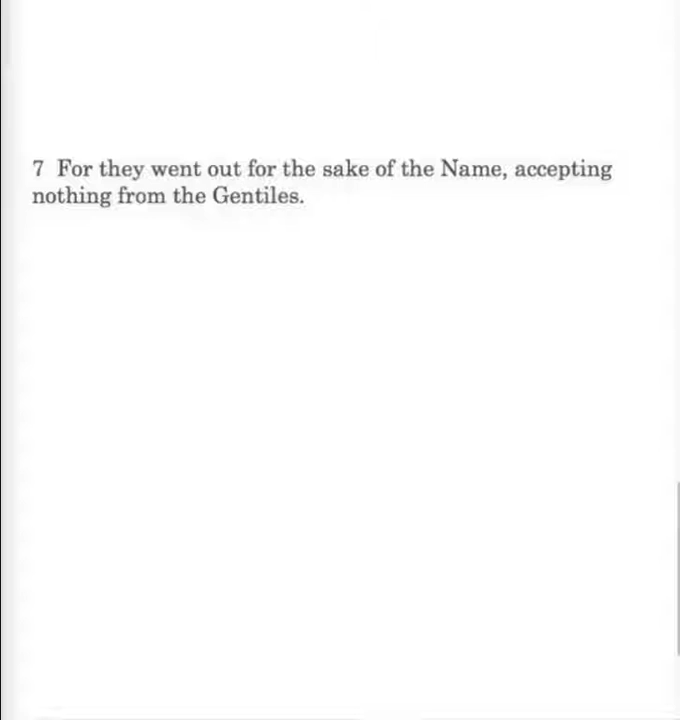 7 For they went out for the sake of the Name, accepting
nothing from the Gentiles.